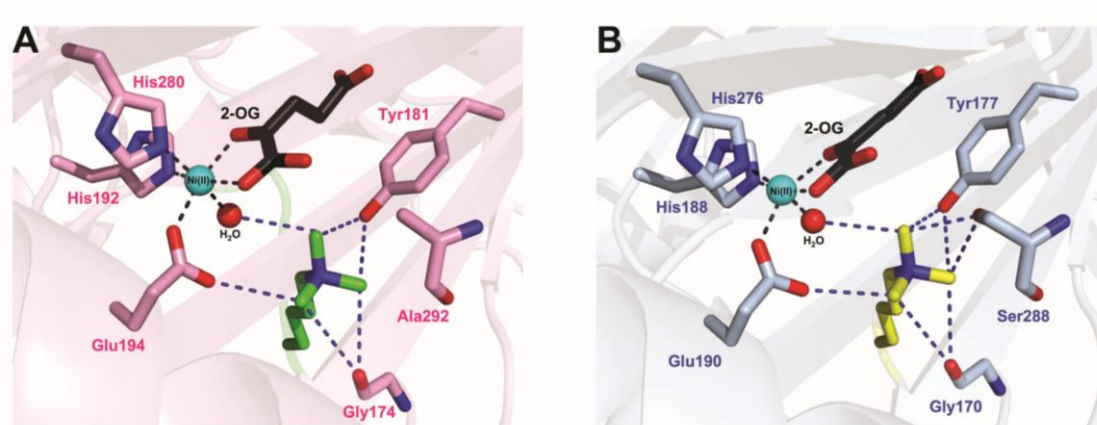 A
His280
2-OG
Tyr181
Ni(II)
His192
H₂O
Ala292
Glu194
Gly174
B
His276
2-OG
Tyr177
Ni(II)
His188
H₂O
Ser288
Glu190
Gly170